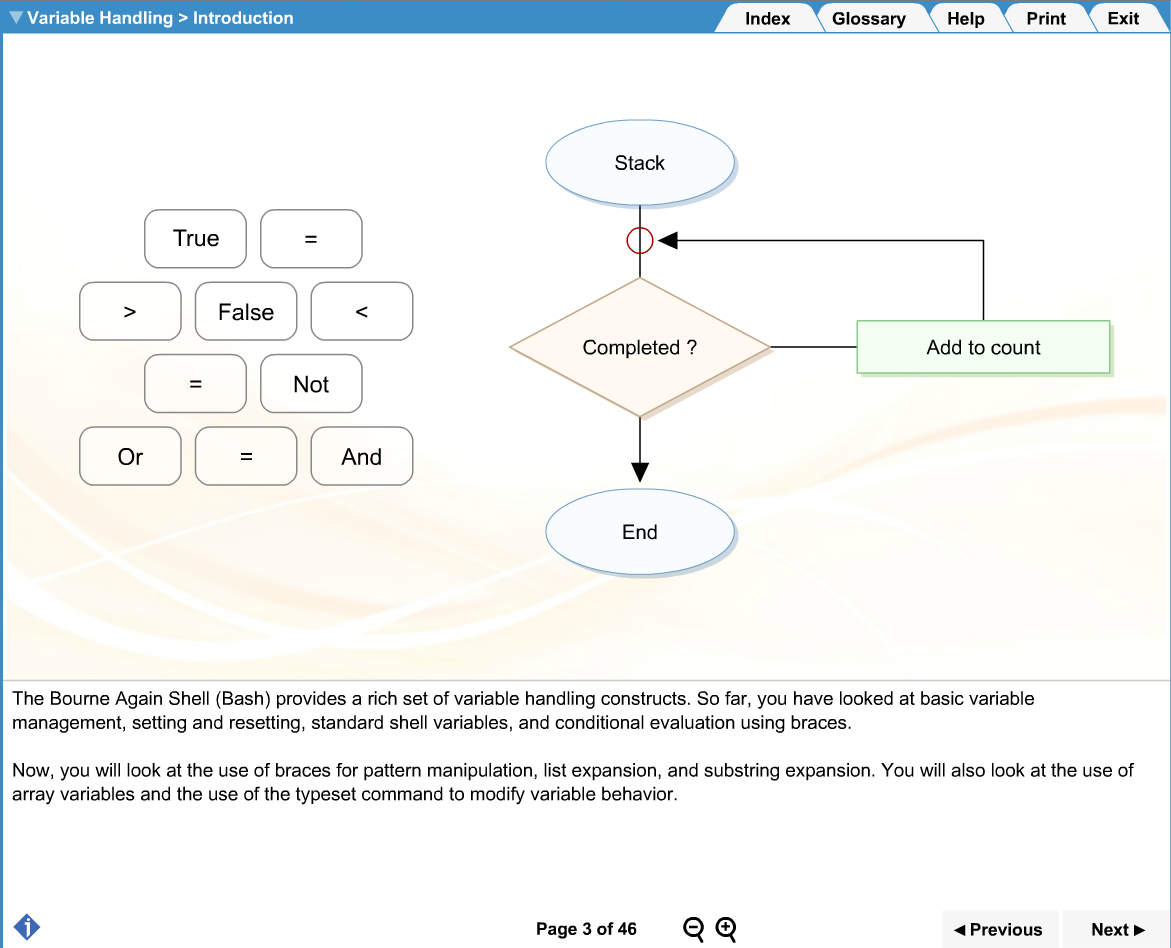 Variable Handling > Introduction
Index Glossary Help Print Exit
Stack
True =
> False <
Completed ?
Add to count
= Not
Or = And
End
The Bourne Again Shell (Bash) provides a rich set of variable handling constructs. So far, you have looked at basic variable
management, setting and resetting, standard shell variables, and conditional evaluation using braces.
Now, you will look at the use of braces for pattern manipulation, list expansion, and substring expansion. You will also look at the use of
array variables and the use of the typeset command to modify variable behavior.
i
Page 3 of 46
Previous Next